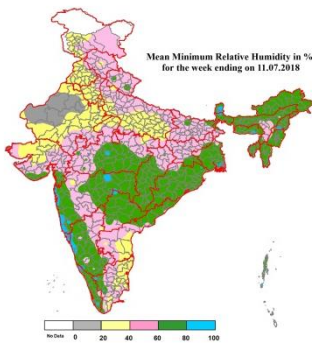 Mean Minimum Relative Humidity in %
for the week ending on 11.07.2018
No Data 0 20 40 60 80 100